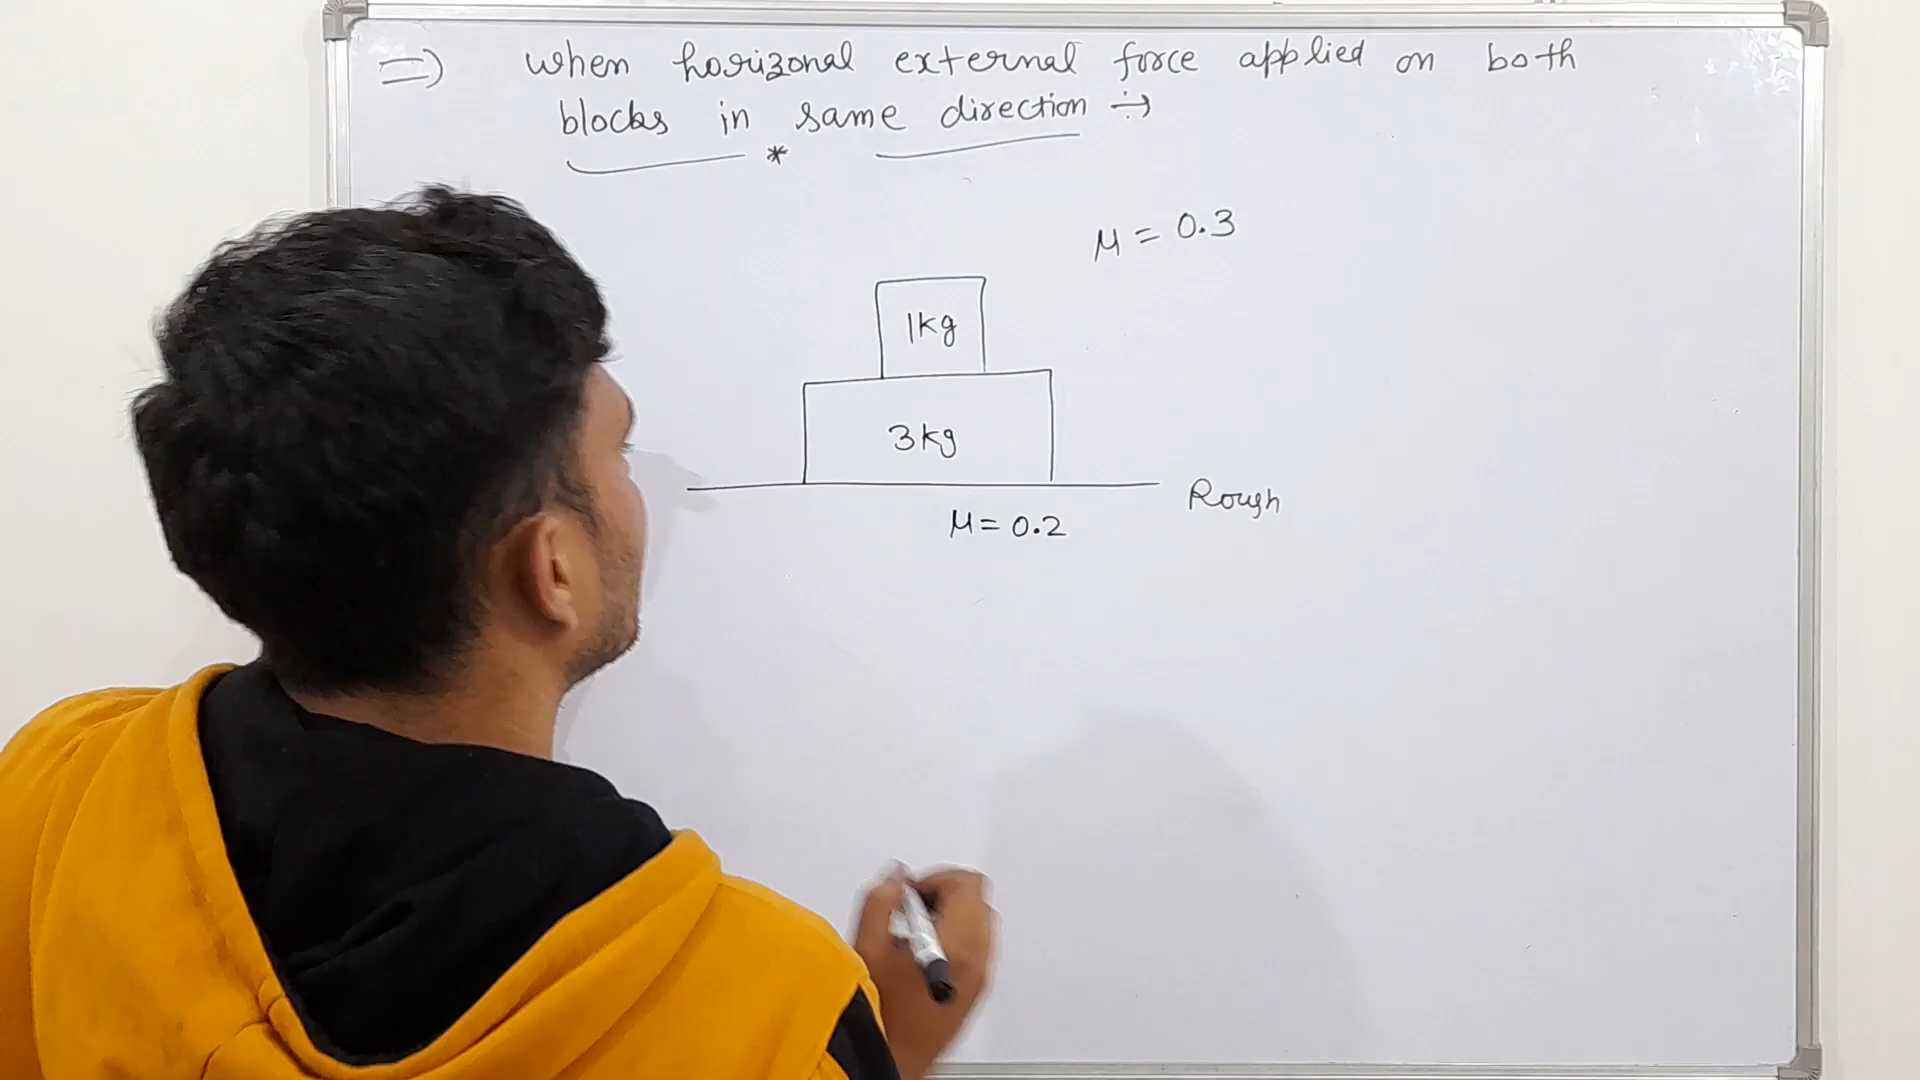 =) when horizonal external force applied on both
blocks in same direction ÷→
*
μ = 0.3
1kg
3kg
Rough
μ = 0.2